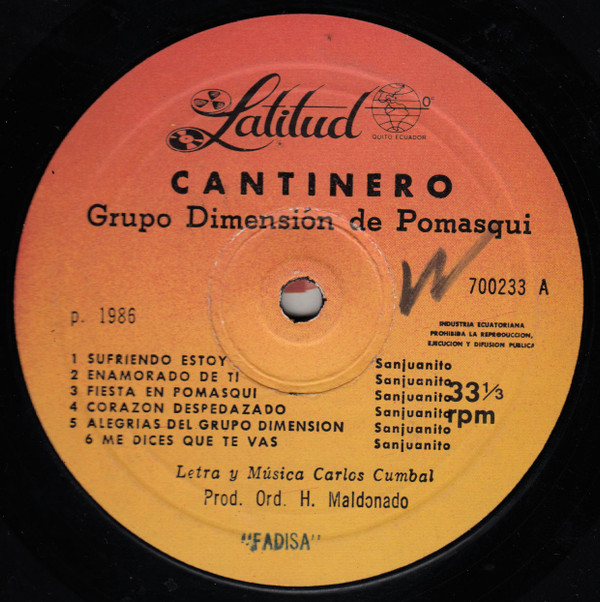 Latitud
0°
QUITO ECUADOR
CANTINERO
Grupo Dimensión de Pomasqui
700233 A
p. 1986
INDUSTRIA ECUATORIANA
PROHIBIDA LA REPRODUCCION,
EJECUCION Y DIFUSION PUBLICA
1 SUFRIENDO ESTOY Sanjuanito
2 ENAMORADO DE TI Sanjuanito
3 FIESTA EN POMASQUI Sanjuanito
4 CORAZON DESPEDAZADO Sanjuanito
5 ALEGRIAS DEL GRUPO DIMENSION Sanjuanito
6 ME DICES QUE TE VAS Sanjuanito
33 1/3
rpm
Letra y Música Carlos Cumbal
Prod. Ord. H. Maldonado
"FADISA"